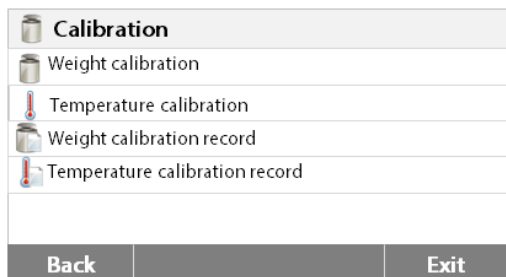 Calibration
Weight calibration
Temperature calibration
Weight calibration record
Temperature calibration record
Back Exit